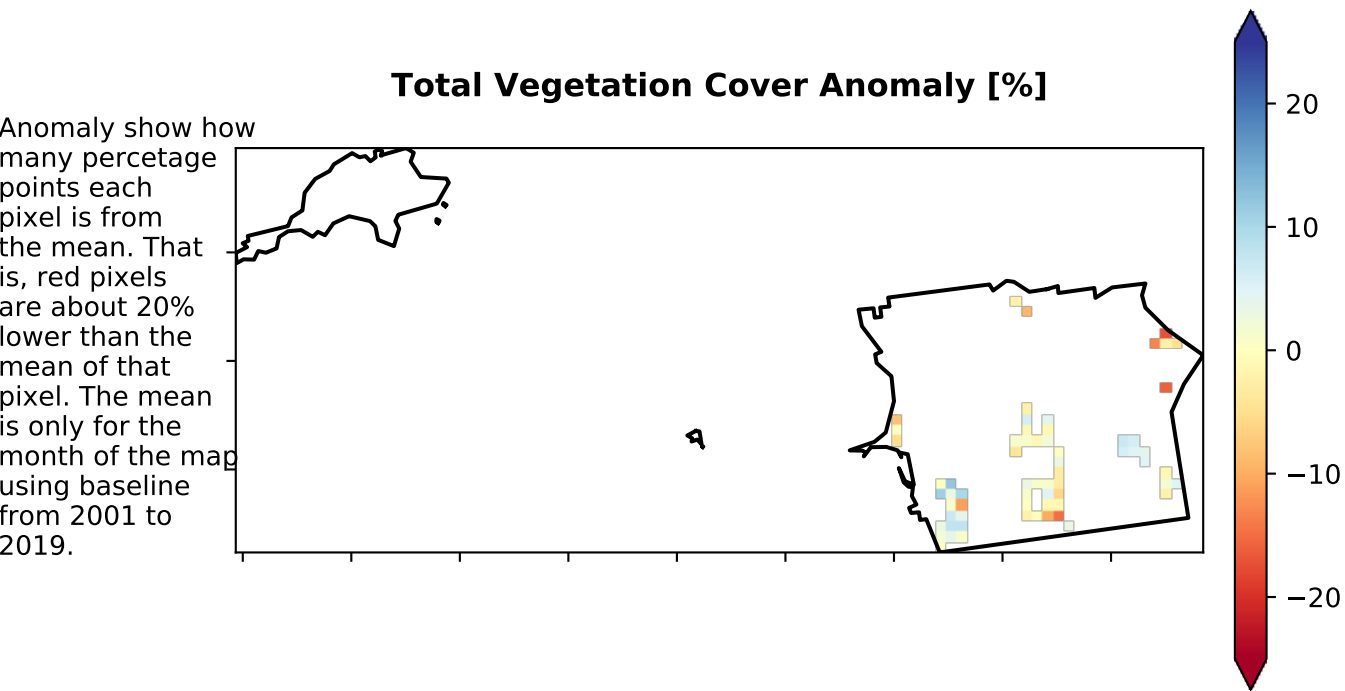 Total Vegetation Cover Anomaly [%]
Anomaly show how
many percetage
points each
pixel is from
the mean. That
is, red pixels
are about 20%
lower than the
mean of that
pixel. The mean
is only for the
month of the map
using baseline
from 2001 to
2019.
20
10
0
−10
−20